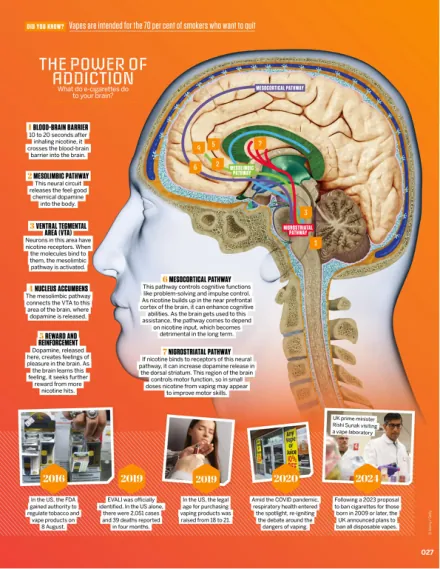 DID YOU KNOW? Vapes are intended for the 70 per cent of smokers who want to quit
THE POWER OF
ADDICTION
What do e-cigarettes do
to your brain?
1 BLOOD-BRAIN BARRIER
10 to 20 seconds after
inhaling nicotine, it
crosses the blood-brain
barrier into the brain.
2 MESOLIMBIC PATHWAY
This neural circuit
releases the feel good
chemical dopamine
into the body.
3 VENTRAL TEGMENTAL
AREA (VTA)
Neurons in this area have
nicotine receptors. When
the molecules bind to
them, the mesolimbic
pathway is activated.
4 NUCLEUS ACCUMBENS
The mesolimbic pathway
connects the VTA to this
area of the brain, where
dopamine is released.
5 REWARD AND
REINFORCEMENT
Dopamine, released
here, creates feelings of
pleasure in the brain. As
the brain learns this
feeling, it seeks further
reward from more
nicotine hits.
6 MESOCORTICAL PATHWAY
This pathway controls cognitive functions
like problem-solving and impulse control.
As nicotine builds up in the near prefrontal
cortex of the brain, it can enhance cognitive
abilities. As the brain gets used to this
assistance, the pathway comes to depend
on nicotine input, which becomes
detrimental in the long term.
7 NIGROSTRIATAL PATHWAY
If nicotine binds to receptors of this neural
pathway, it can increase dopamine release in
the dorsal striatum. This region of the brain
controls motor function, so in small
doses nicotine from vaping may appear
to improve motor skills.
MESOCORTICAL PATHWAY
MESOLIMBIC
PATHWAY
NIGROSTRIATAL
PATHWAY
4
5
7
6
2
3
1
UK prime minister
Rishi Sunak visiting
a vape laboratory
2016
2019
2019
2020
2024
In the US, the FDA
gained authority to
regulate tobacco and
vape products on
8 August.
EVALI was officially
identified. In the US alone,
there were 2,051 cases
and 39 deaths reported
in four months.
In the US, the legal
age for purchasing
vaping products was
raised from 18 to 21.
Amid the COVID pandemic,
respiratory health entered
the spotlight, re-igniting
the debate around the
dangers of vaping.
Following a 2023 proposal
to ban cigarettes for those
born in 2009 or later, the
UK announced plans to
ban all disposable vapes.
027